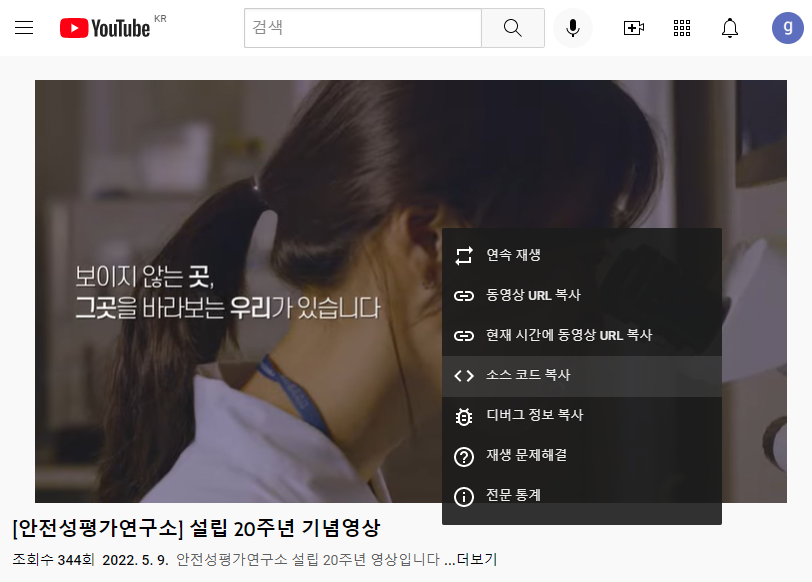 YouTube KR
검색
g
보이지 않는 곳,
그곳을 바라보는 우리가 있습니다
연속 재생
동영상 URL 복사
현재 시간에 동영상 URL 복사
소스 코드 복사
디버그 정보 복사
재생 문제해결
전문 통계
[안전성평가연구소] 설립 20주년 기념영상
조회수 344회 2022. 5. 9. 안전성평가연구소 설립 20주년 영상입니다 ...더보기